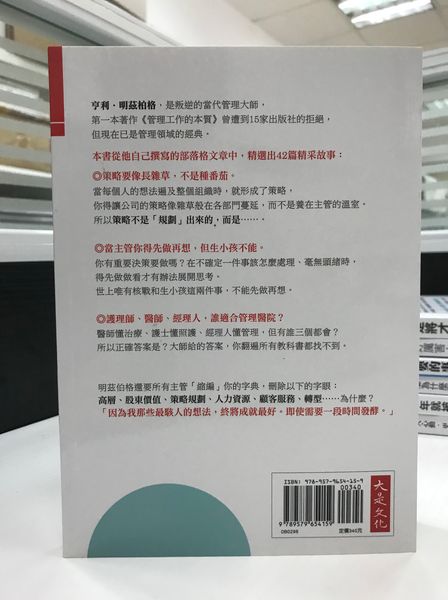 亨利・明茲柏格，是叛逆的當代管理大師，
第一本著作《管理工作的本質》曾遭到15家出版社的拒絕，
但現在已是管理領域的經典。
本書從他自己撰寫的部落格文章中，精選出42篇精采故事：
◎策略要像長雜草，不是種番茄。
當每個人的想法遍及整個組織時，就形成了策略，
你得讓公司的策略像雜草般在各部門蔓延，而不是養在主管的溫室。
所以策略不是「規劃」出來的，而是……。
◎當主管你得先做再想，但生小孩不能。
你有重要決策要做嗎？在不確定一件事該怎麼處理、毫無頭緒時，
得先做做看才有辦法展開思考。
世上唯有核戰和生小孩這兩件事，不能先做再想。
◎護理師、醫師、經理人，誰適合管理醫院？
醫師懂治療、護士懂照護、經理人懂管理，但有誰三個都會？
所以正確答案是？大師給的答案，你翻遍所有教科書都找不到。
明茲伯格還要所有主管「縮編」你的字典，刪除以下的字眼：
高層、股東價值、策略規劃、人力資源、顧客服務、轉型……為什麼？
「因為我那些最駭人的想法，終將成就最好。即使需要一段時間發酵。」
ISBN: 978-957-9654-15-9
00340
9789579654159
DB0298
定價340元
大是文化